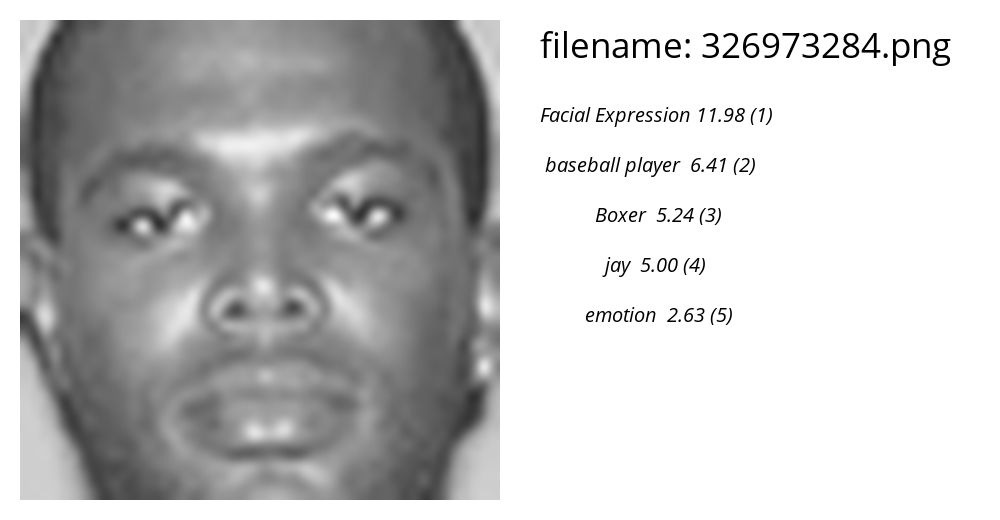 filename: 326973284.png
Facial Expression 11.98 (1)
baseball player 6.41 (2)
Boxer 5.24 (3)
jay 5.00 (4)
emotion 2.63 (5)